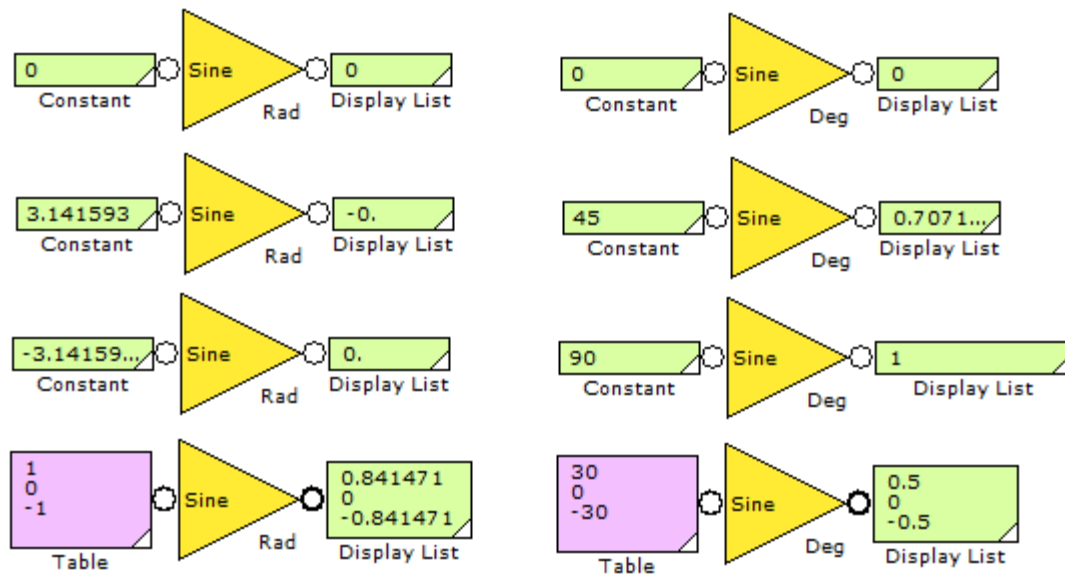 0
Sine
0
Constant
Rad
Display List
0
Sine
0
Constant
Deg
Display List
3.141593
Sine
-0.
Constant
Rad
Display List
45
Sine
0.7071...
Constant
Deg
Display List
-3.14159...
Sine
0.
Constant
Rad
Display List
90
Sine
1
Constant
Deg
Display List
1
0
-1
Sine
0.841471
0
-0.841471
Table
Rad
Display List
30
0
-30
Sine
0.5
0
-0.5
Table
Deg
Display List